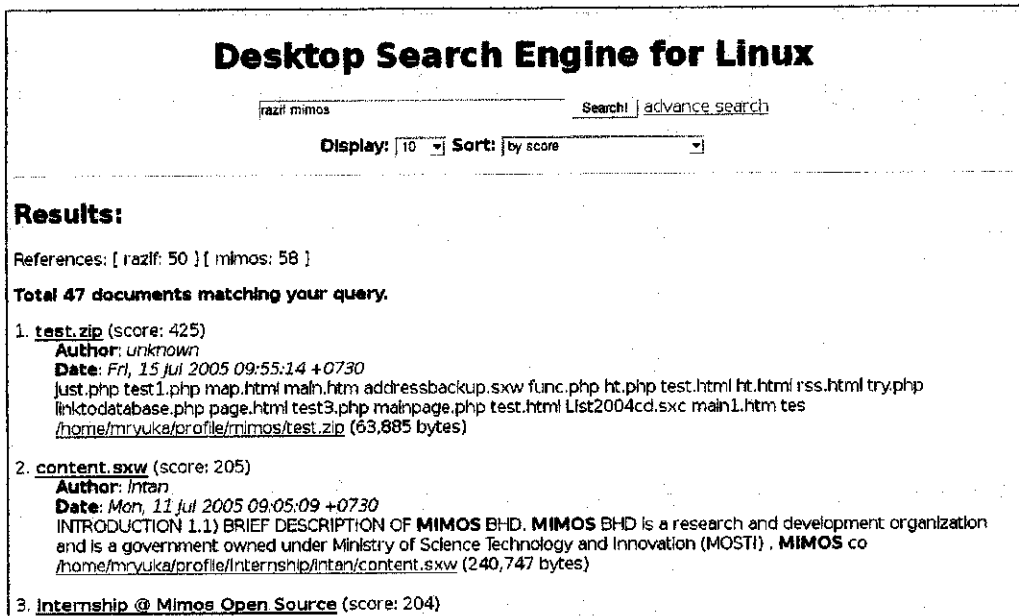 Desktop Search Engine for Linux
razif mimos Search! advance search
Display: 10 Sort: by score
Results:
References: [ razif: 50 ] [ mimos: 58 ]
Total 47 documents matching your query.
1. test.zip (score: 425)
Author: unknown
Date: Fri, 15 Jul 2005 09:55:14 +0730
just.php test1.php map.html main.htm addressbackup.sxw func.php ht.php test.html ht.html rss.html try.php
linktodatabase.php page.html test3.php mainpage.php test.html List2004cd.sxc main1.htm tes
/home/mryuka/profile/mimos/test.zip (63,885 bytes)
2. content.sxw (score: 205)
Author: Intan
Date: Mon, 11 Jul 2005 09:05:09 +0730
INTRODUCTION 1.1) BRIEF DESCRIPTION OF MIMOS BHD. MIMOS BHD is a research and development organization
and is a government owned under Ministry of Science Technology and Innovation (MOSTI) , MIMOS co
/home/mryuka/profile/Internship/intan/content.sxw (240,747 bytes)
3. Internship @ Mimos Open Source (score: 204)